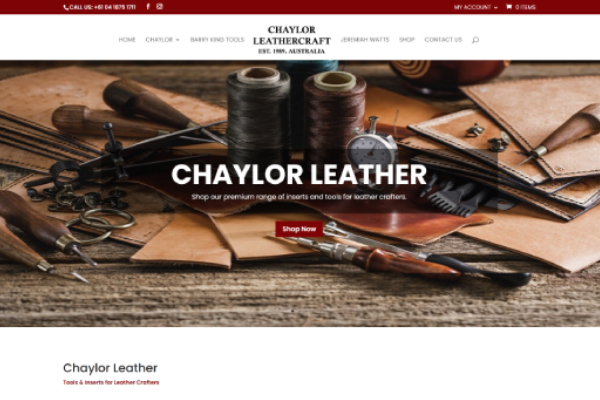 CALL US: +61 04 1879 1711
MY ACCOUNT
0 ITEMS
HOME
CHAYLOR
BARRY KING TOOLS
CHAYLOR
LEATHERCRAFT
EST. 1989. AUSTRALIA
JEREMIAH WATTS
SHOP
CONTACT US
CHAYLOR LEATHER
Shop our premium range of inserts and tools for leather crafters.
Shop Now
Chaylor Leather
Tools & Inserts for Leather Crafters